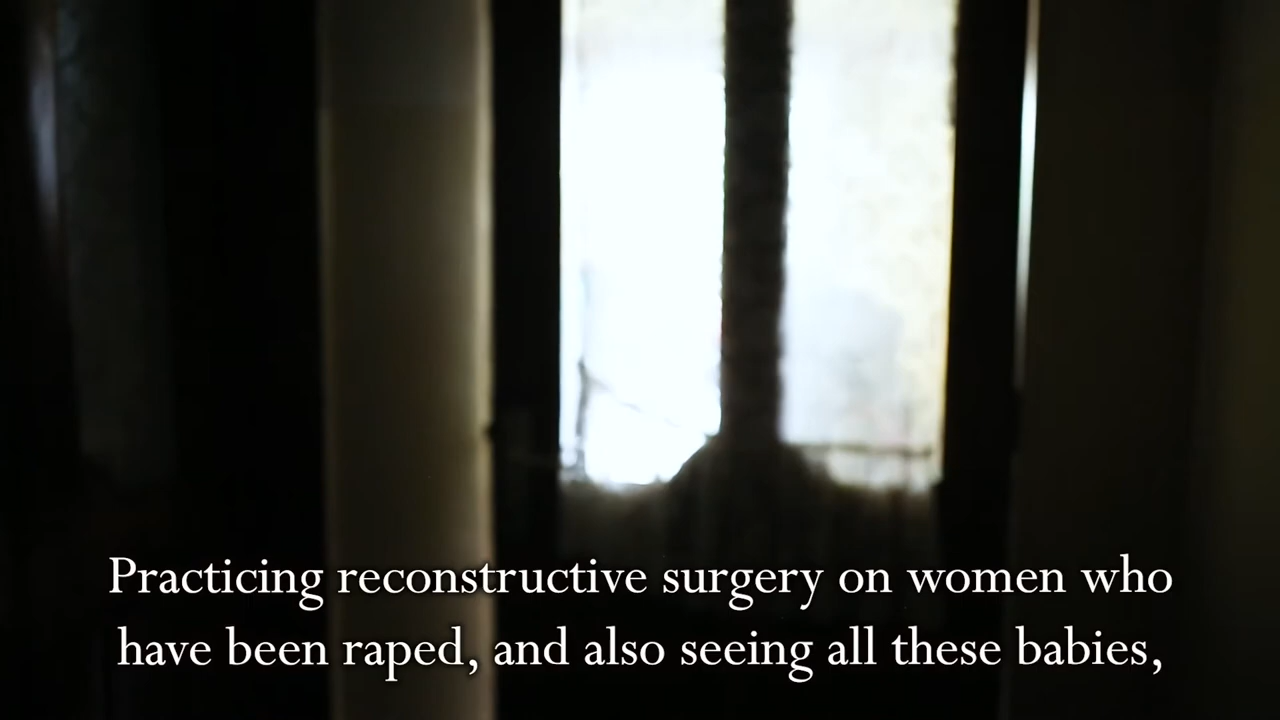 Practicing reconstructive surgery on women who
have been raped, and also seeing all these babies,